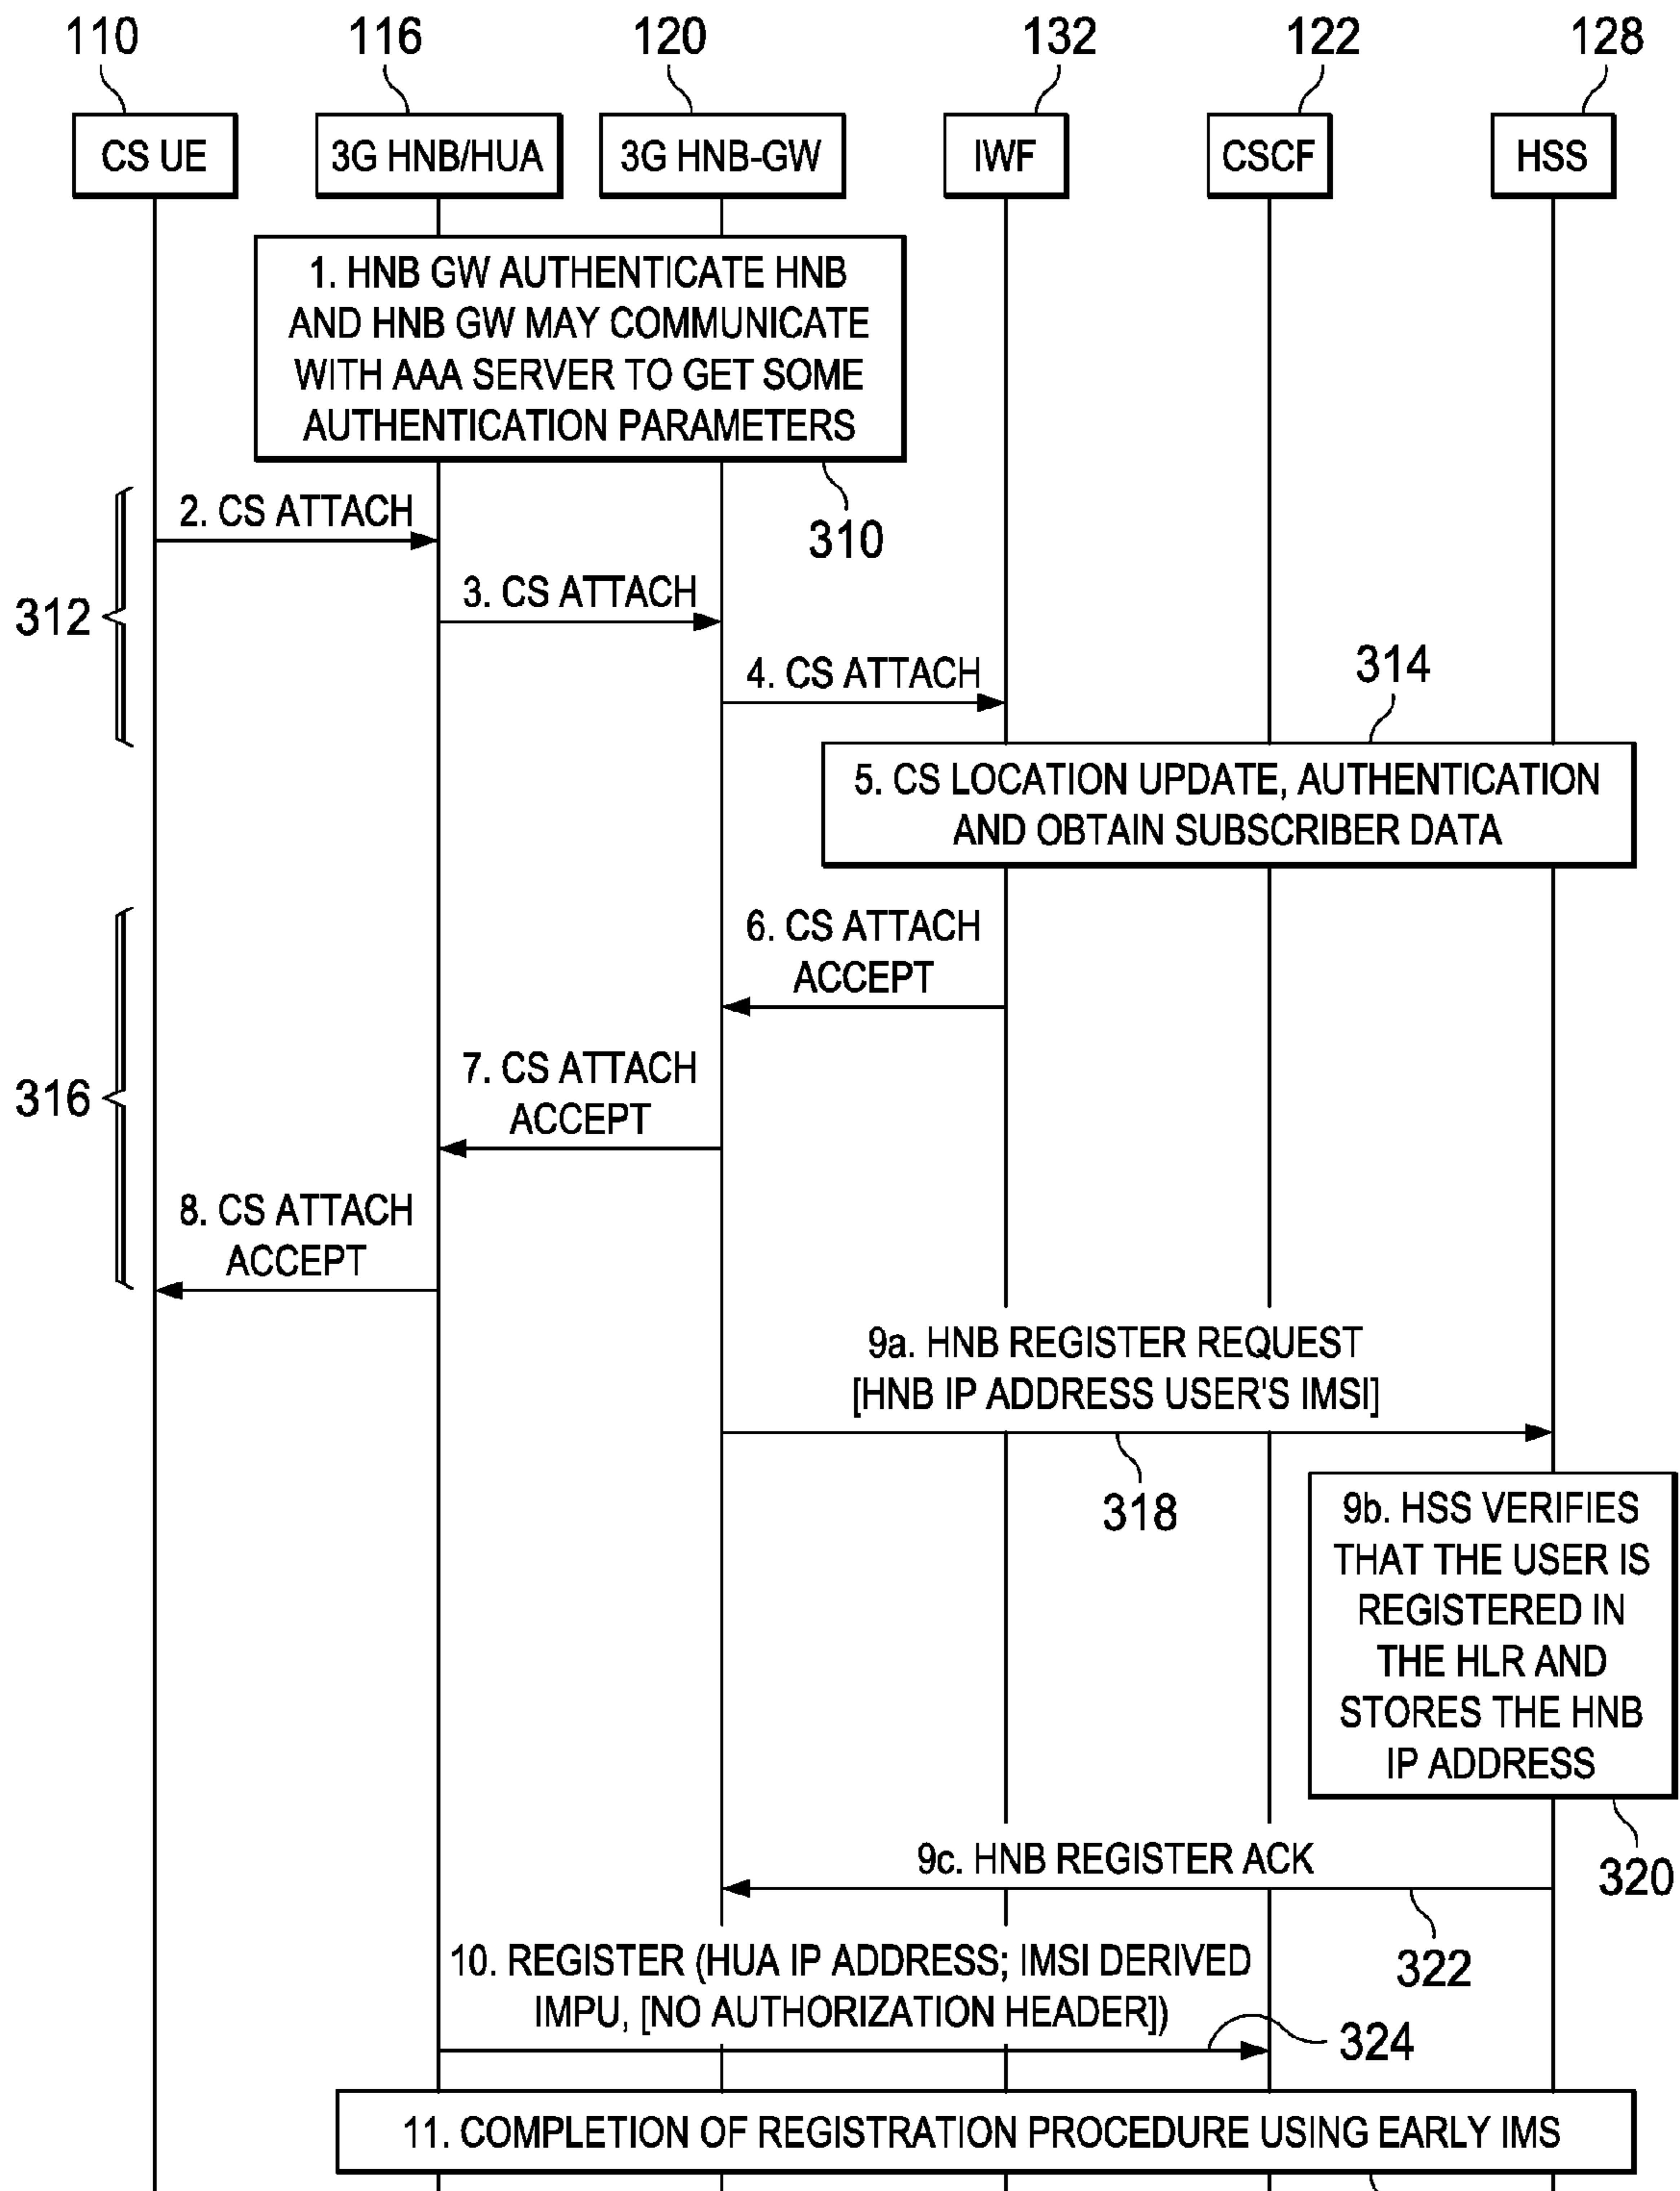 110
116
120
132
122
128
CS UE
3G HNB/HUA
3G HNB-GW
IWF
CSCF
HSS
1. HNB GW AUTHENTICATE HNB
AND HNB GW MAY COMMUNICATE
WITH AAA SERVER TO GET SOME
AUTHENTICATION PARAMETERS
310
2. CS ATTACH
312
3. CS ATTACH
4. CS ATTACH
314
5. CS LOCATION UPDATE, AUTHENTICATION
AND OBTAIN SUBSCRIBER DATA
6. CS ATTACH
ACCEPT
7. CS ATTACH
ACCEPT
316
8. CS ATTACH
ACCEPT
9a. HNB REGISTER REQUEST
[HNB IP ADDRESS USER'S IMSI]
318
9b. HSS VERIFIES
THAT THE USER IS
REGISTERED IN
THE HLR AND
STORES THE HNB
IP ADDRESS
320
9c. HNB REGISTER ACK
322
10. REGISTER (HUA IP ADDRESS; IMSI DERIVED
IMPU, [NO AUTHORIZATION HEADER])
324
11. COMPLETION OF REGISTRATION PROCEDURE USING EARLY IMS